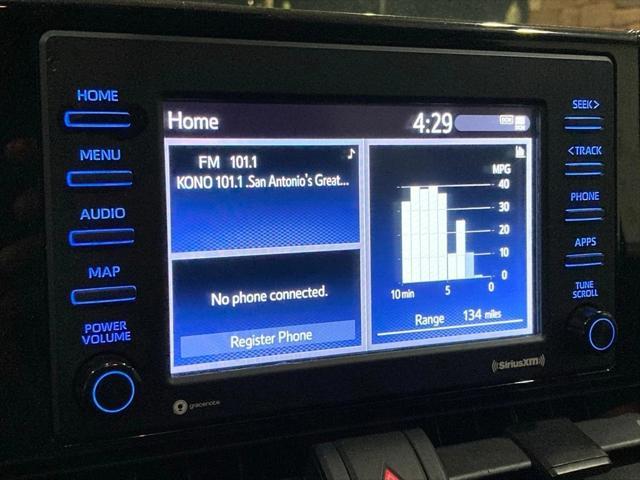 HOME
MENU
AUDIO
MAP
POWER
VOLUME
Home
4:29
DCM
FM 101.1
KONO 101.1 .San Antonio's Great...
No phone connected.
Register Phone
MPG
40
30
20
10
0
10 min 5 0
Range 134 miles
SEEK>
<TRACK
PHONE
APPS
TUNE
SCROLL
gracenote
((SiriusXM))